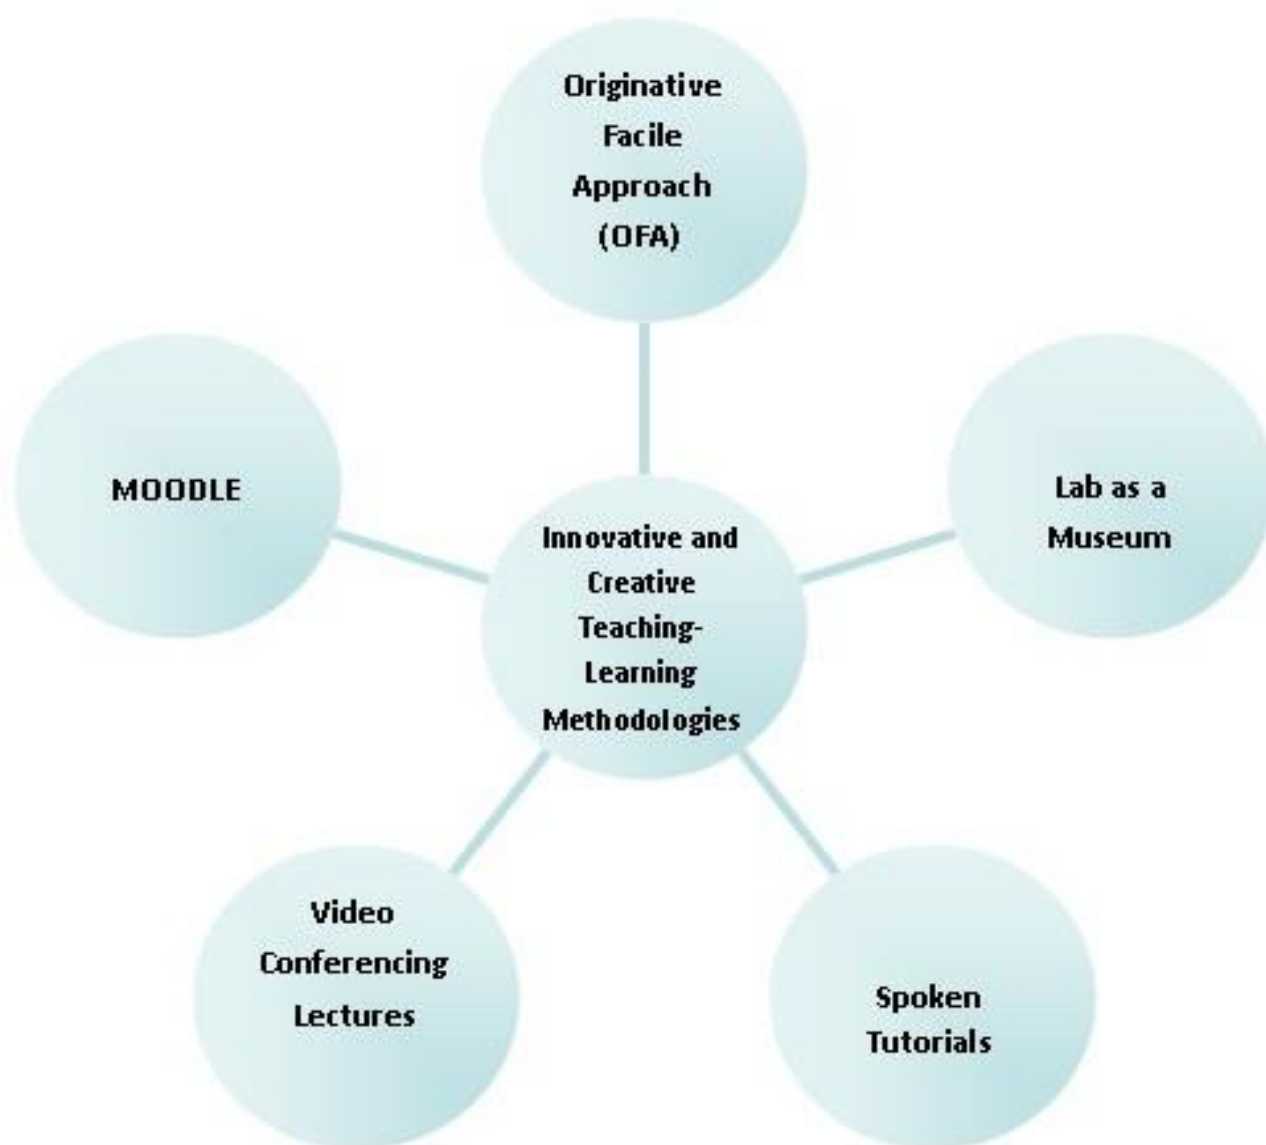 Originative
Facile
Approach
(OFA)
MOODLE
Lab as a
Museum
Innovative and
Creative
Teaching-
Learning
Methodologies
Video
Conferencing
Lectures
Spoken
Tutorials